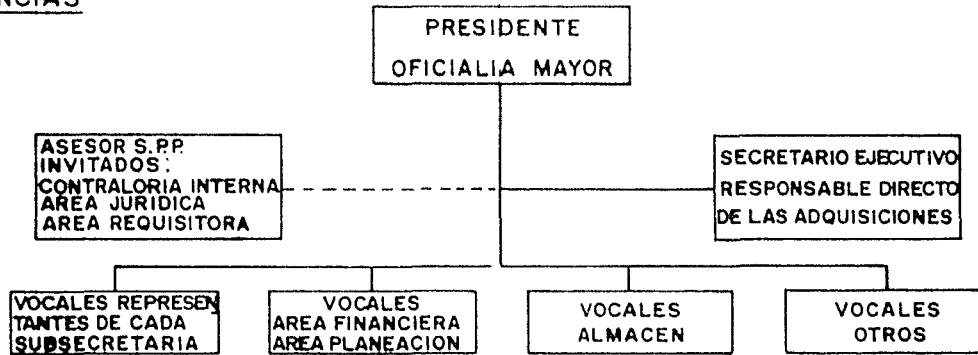 PRESIDENTE
OFICIALIA MAYOR
ASESOR S.P.P.
INVITADOS:
CONTRALORIA INTERNA
AREA JURIDICA
AREA REQUISITORA
SECRETARIO EJECUTIVO
RESPONSABLE DIRECTO
DE LAS ADQUISICIONES
VOCALES REPRESEN
TANTES DE CADA
SUBSECRETARIA
VOCALES
AREA FINANCIERA
AREA PLANEACION
VOCALES
ALMACEN
VOCALES
OTROS